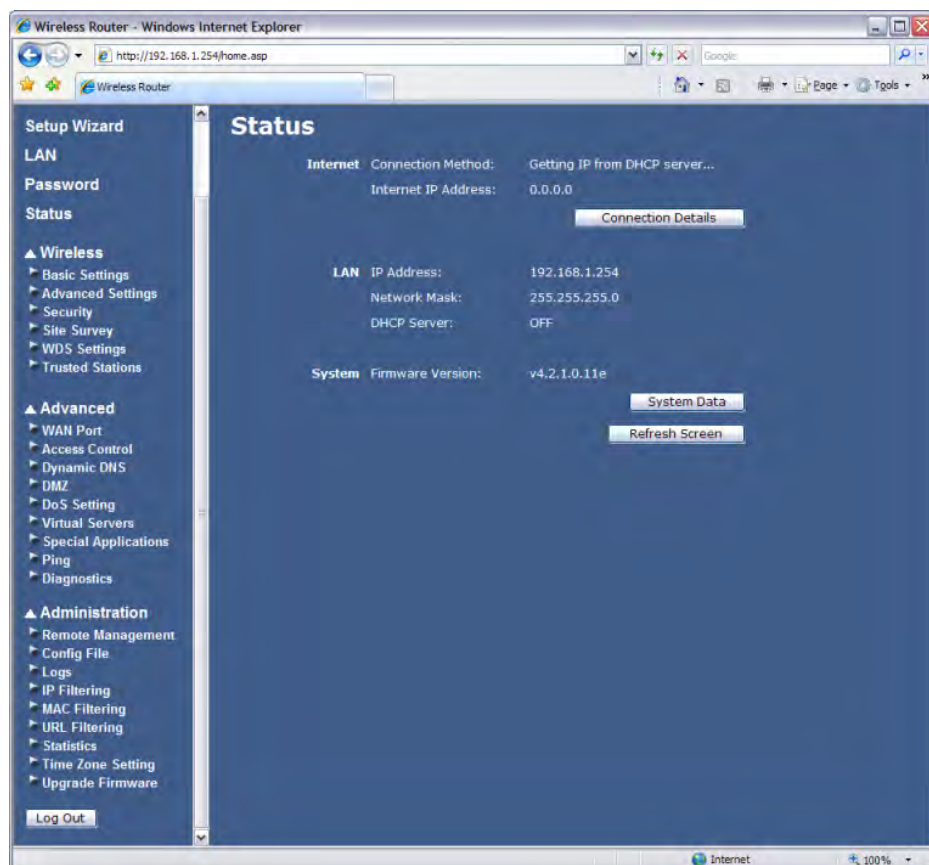 Wireless Router - Windows Internet Explorer
http://192.168.1.254/home.asp
Google
Wireless Router
Page
Tools
»
Setup Wizard
LAN
Password
Status
Wireless
Basic Settings
Advanced Settings
Security
Site Survey
WDS Settings
Trusted Stations
Advanced
WAN Port
Access Control
Dynamic DNS
DMZ
DoS Setting
Virtual Servers
Special Applications
Ping
Diagnostics
Administration
Remote Management
Config File
Logs
IP Filtering
MAC Filtering
URL Filtering
Statistics
Time Zone Setting
Upgrade Firmware
Log Out
Status
Internet Connection Method: Getting IP from DHCP server...
Internet IP Address: 0.0.0.0
Connection Details
LAN IP Address: 192.168.1.254
Network Mask: 255.255.255.0
DHCP Server: OFF
System Firmware Version: v4.2.1.0.11e
System Data
Refresh Screen
Internet
100%